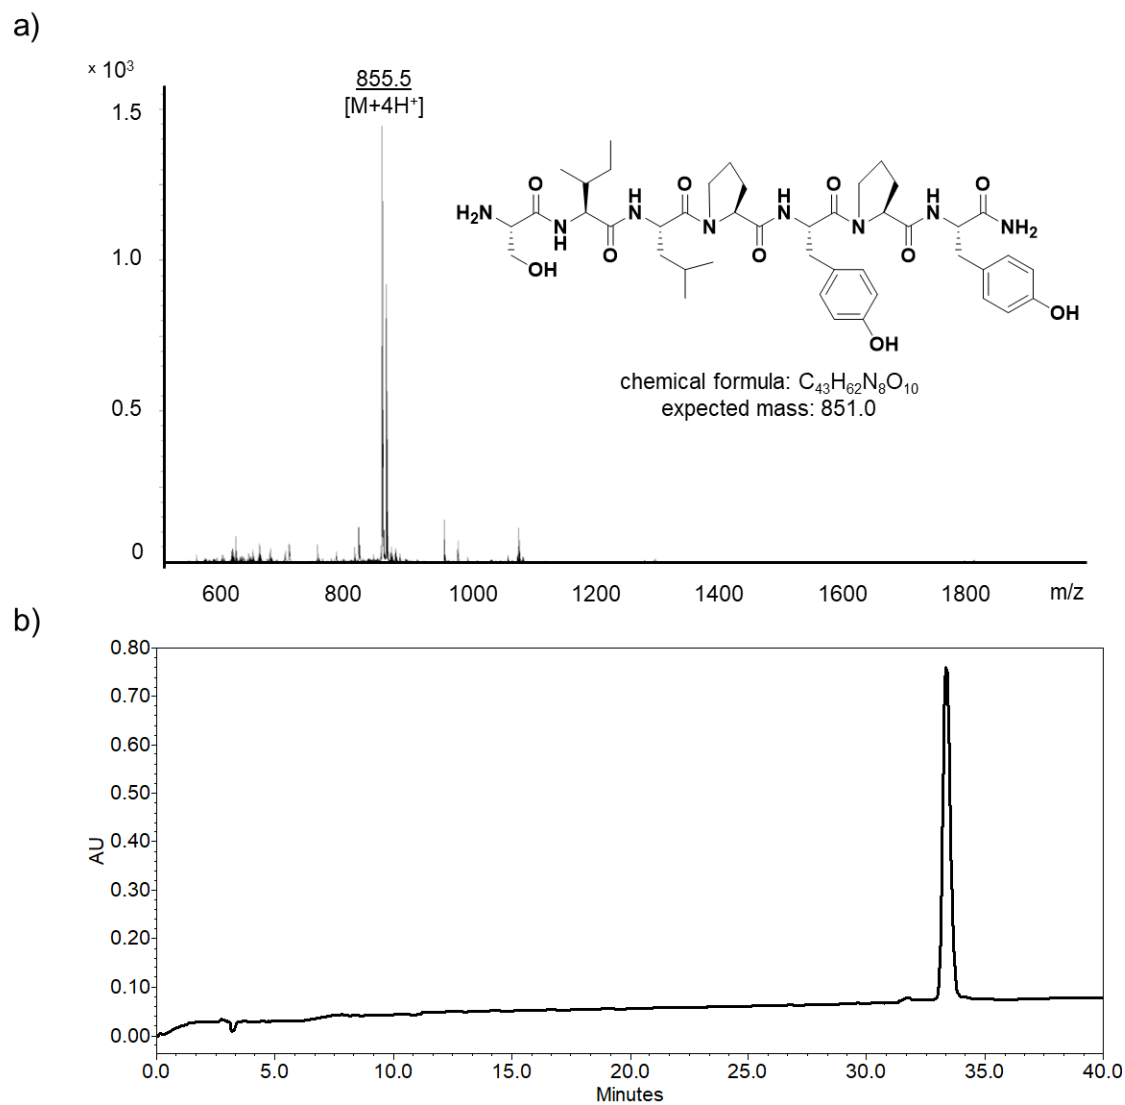 a)
× 10³
855.5
[M+4H⁺]
1.5
1.0
0.5
0
O
H
N
O
O
H
N
O
H₂N
N
H
O
N
O
N
O
NH₂
OH
OH
OH
chemical formula: C₄₃H₆₂N₈O₁₀
expected mass: 851.0
600 800 1000 1200 1400 1600 1800 m/z
b)
0.80
0.70
0.60
0.50
0.40
0.30
0.20
0.10
0.00
AU
0.0 5.0 10.0 15.0 20.0 25.0 30.0 35.0 40.0
Minutes